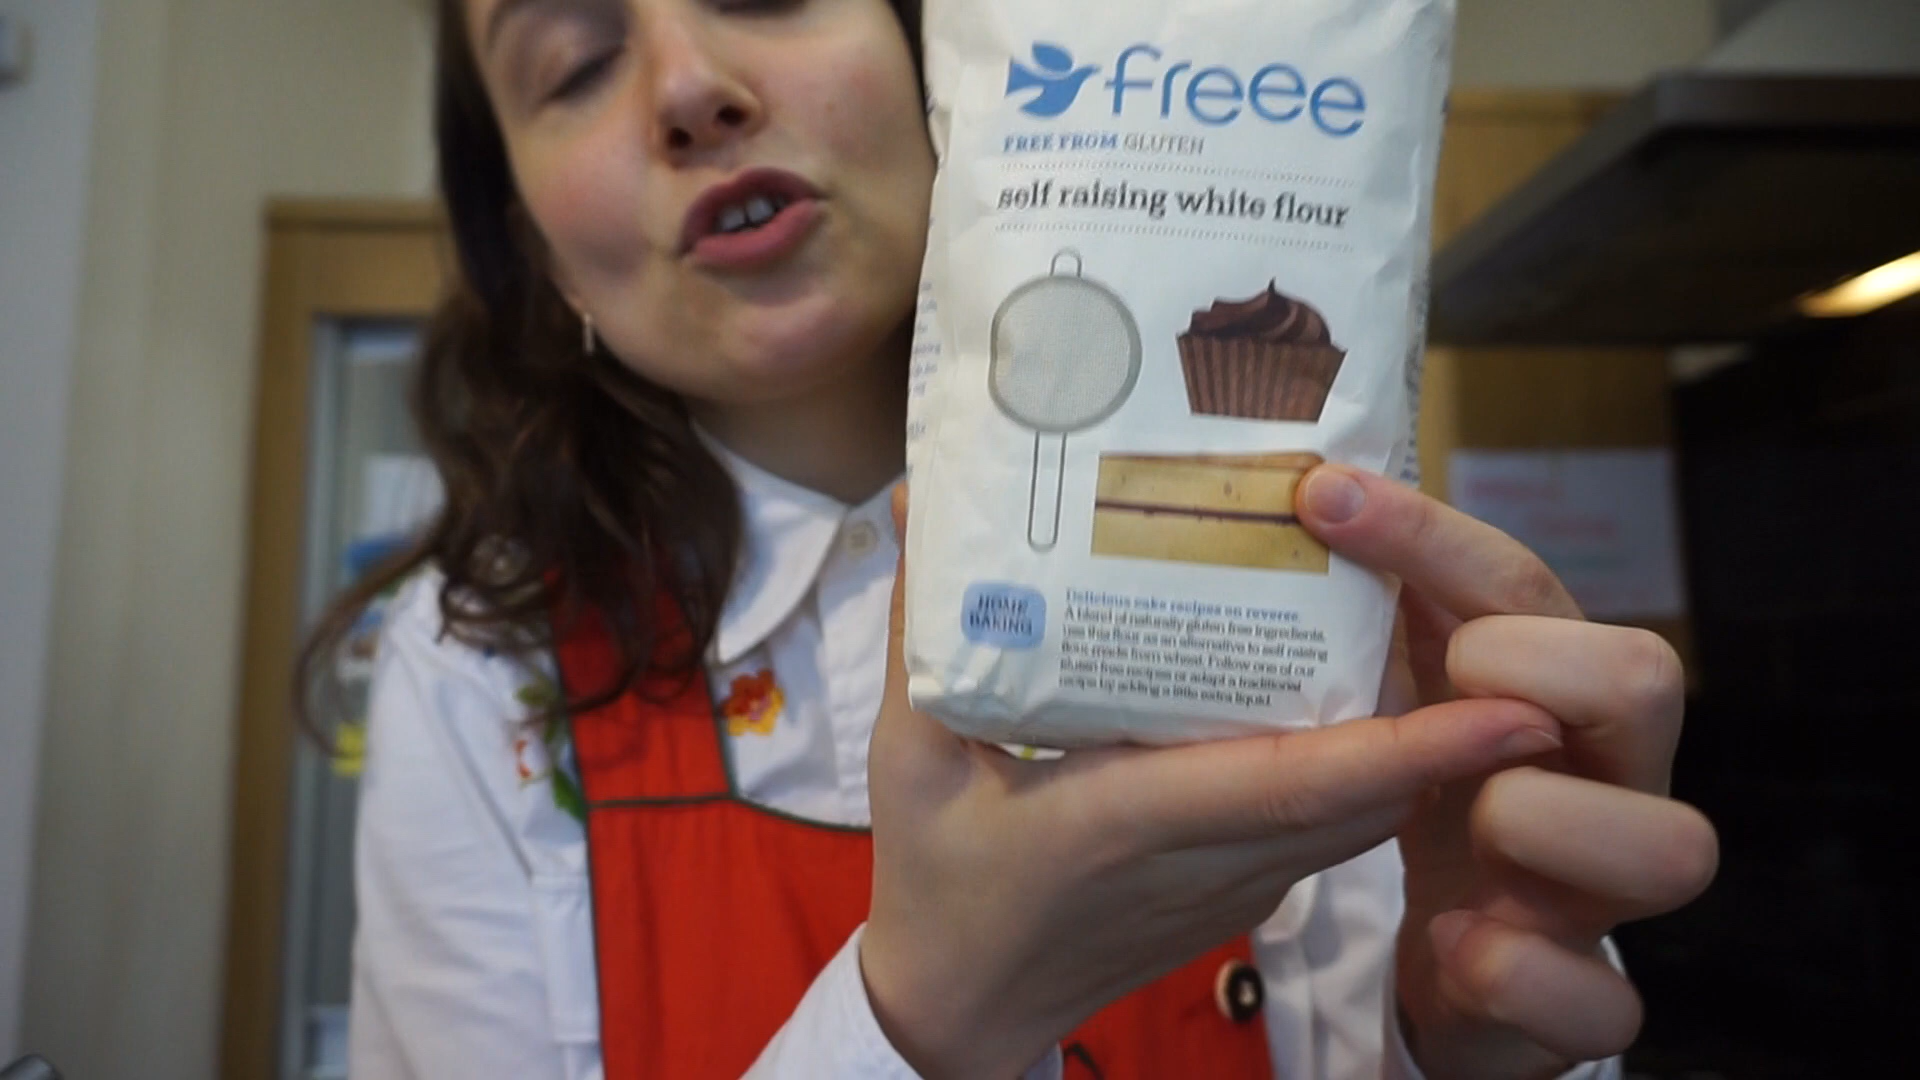 freee
FREE FROM GLUTEN
self raising white flour
HOME
BAKING
Delicious cake recipes on reverse
A blend of naturally gluten free ingredients,
use this flour as an alternative to self raising
flour made from wheat. Follow one of our
gluten free recipes or adapt a traditional
recipe by adding a little extra liquid.